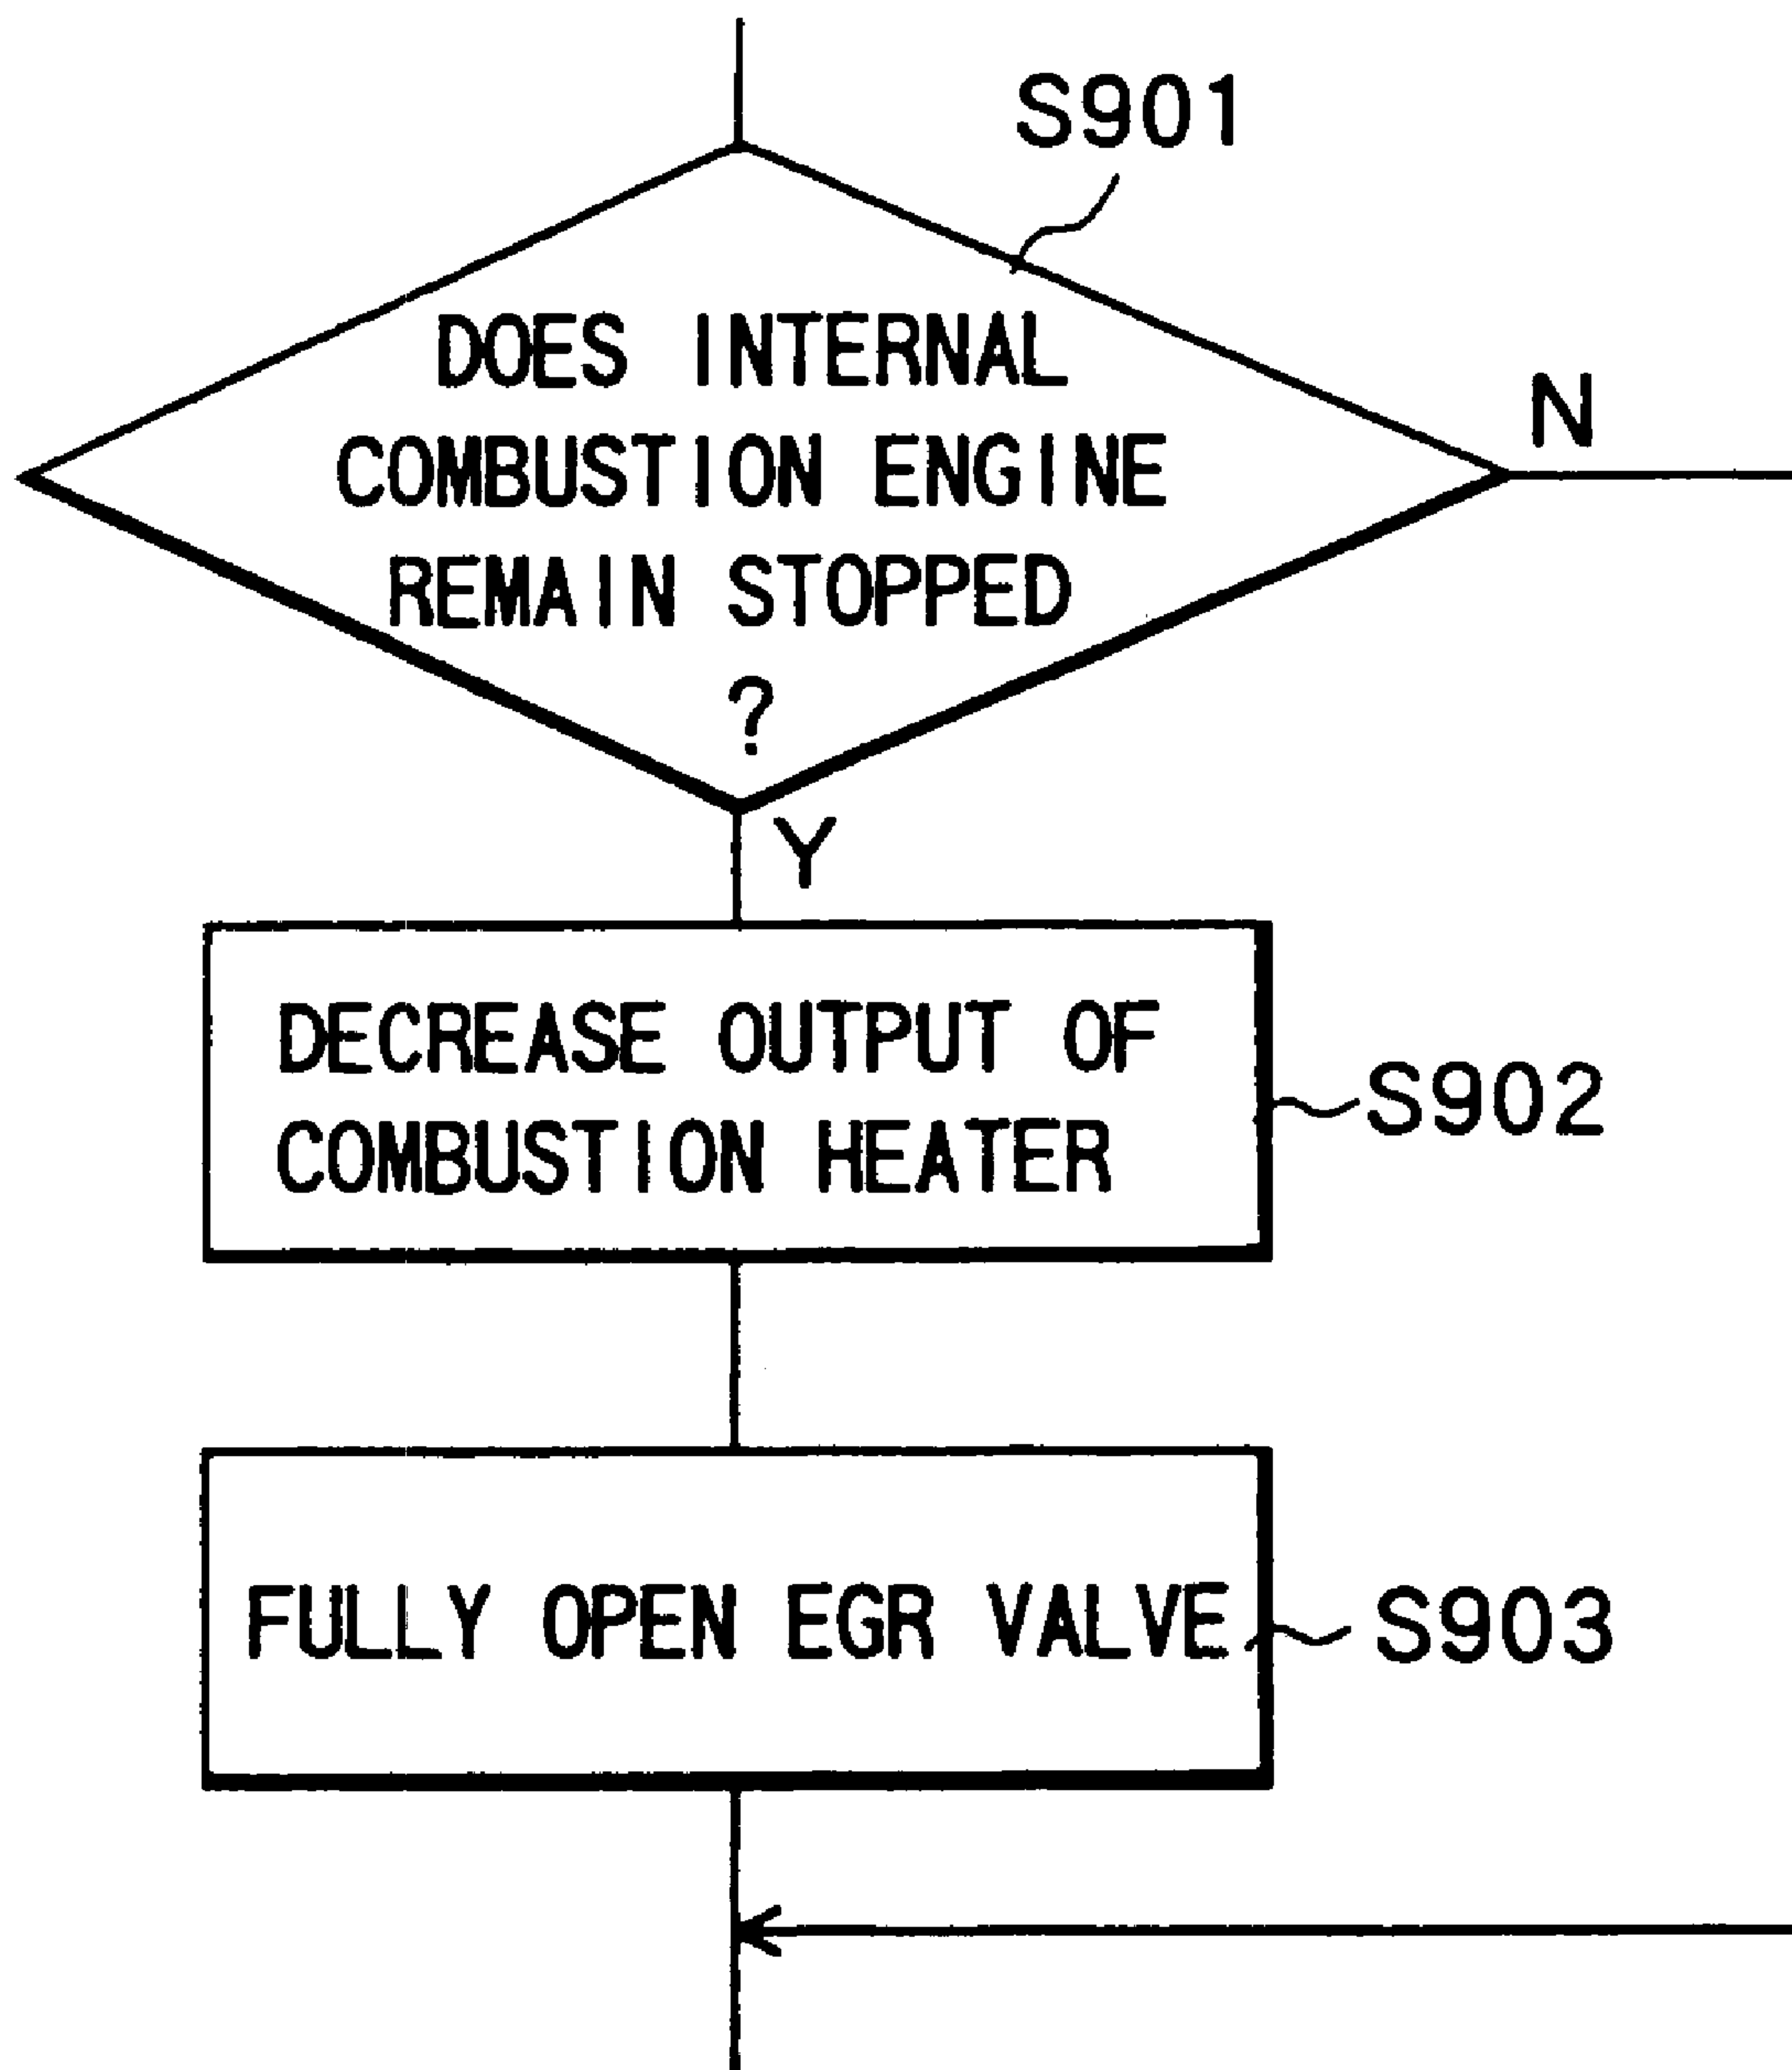 S901
DOES INTERNAL
COMBUSTION ENGINE
REMAIN STOPPED
?
N
Y
DECREASE OUTPUT OF
COMBUSTION HEATER
S902
FULLY OPEN EGR VALVE
S903